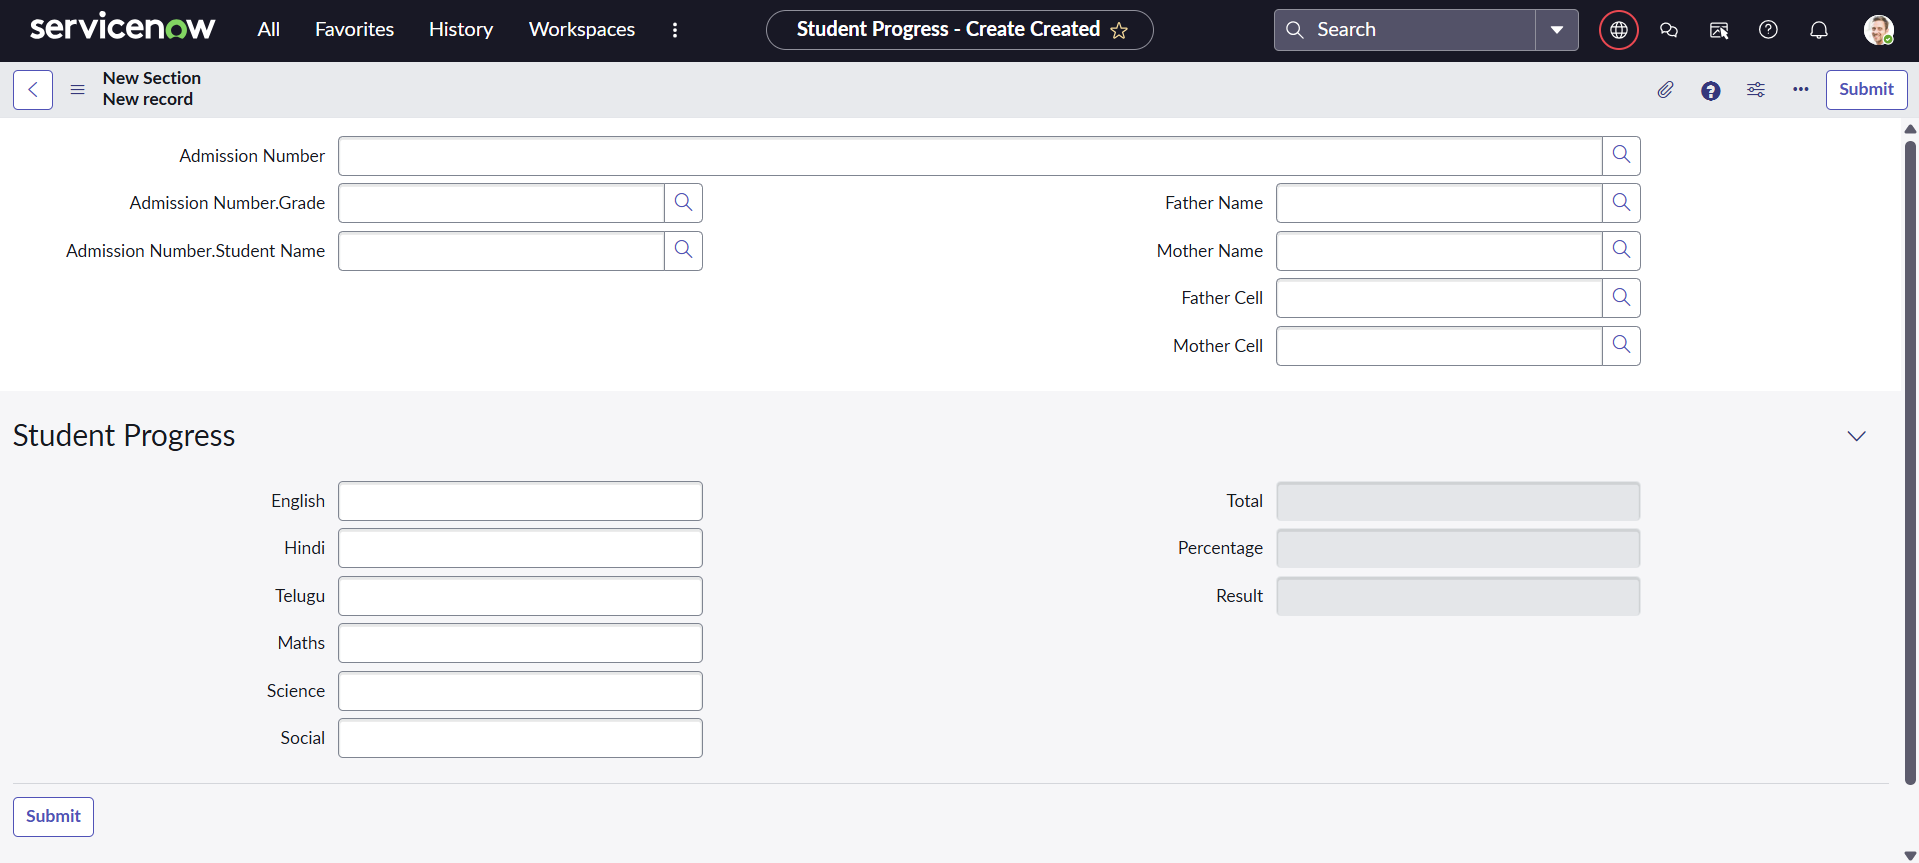 servicenow All Favorites History Workspaces Student Progress - Create Created Search
New Section
New record
Submit
Admission Number
Admission Number.Grade
Father Name
Admission Number.Student Name
Mother Name
Father Cell
Mother Cell
Student Progress
English
Total
Hindi
Percentage
Telugu
Result
Maths
Science
Social
Submit